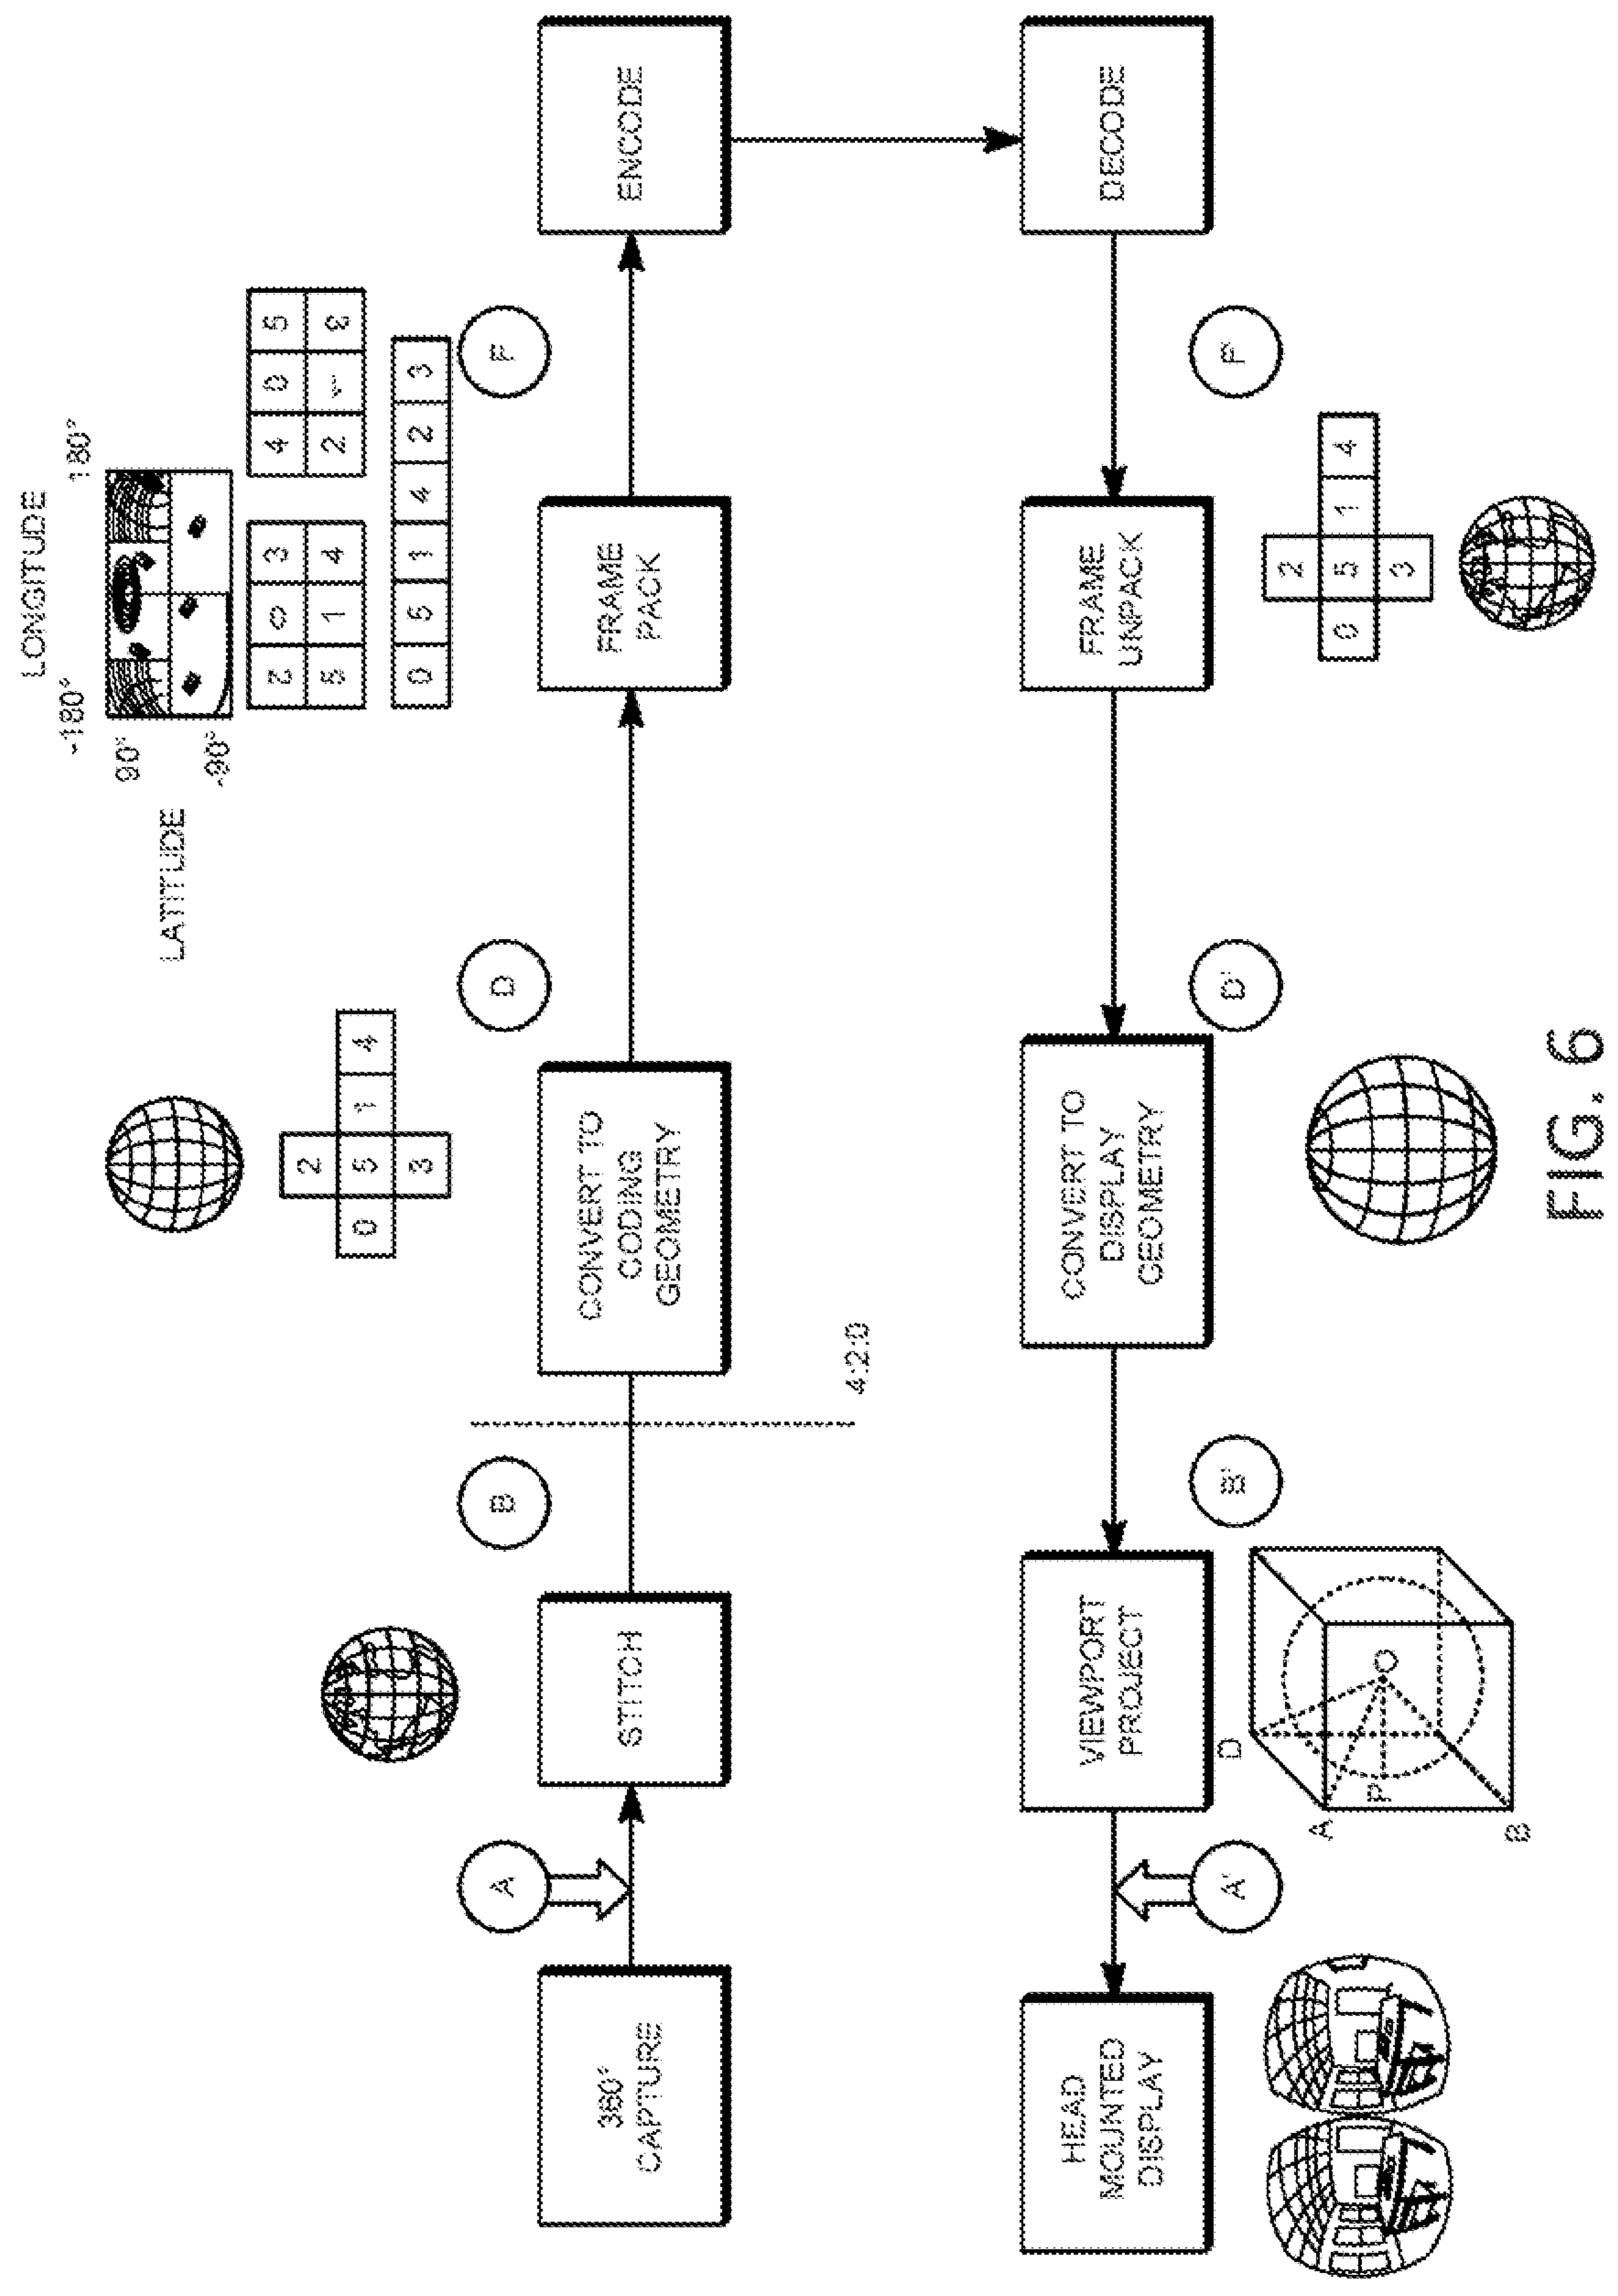 LONGITUDE
-180°
180°
LATITUDE
90°
-90°
2
0 5 1 4
3
2 0 3
5 1 4
4 0 5
2 1 3
0 5 1 4 2 3
A
B
D
F
360°
CAPTURE
STITCH
CONVERT TO
CODING
GEOMETRY
FRAME
PACK
ENCODE
4:2:0
HEAD
MOUNTED
DISPLAY
VIEWPORT
PROJECT
CONVERT TO
DISPLAY
GEOMETRY
FRAME
UNPACK
DECODE
A'
B'
D'
F'
D
A
P
O
B
2
0 5 1 4
3
FIG. 6